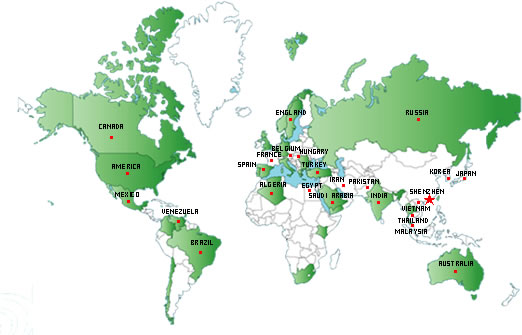 ENGLAND
RUSSIA
CANADA
BELGIUM
FRANCE
HUNGARY
AMERICA
SPAIN
TURKEY
KOREA
JAPAN
IRAN
PAKISTAN
ALGERIA
EGYPT
MEXICO
SAUDI ARABIA
INDIA
SHENZHEN
VENEZUELA
VIETNAM
THAILAND
MALAYSIA
BRAZIL
AUSTRALIA